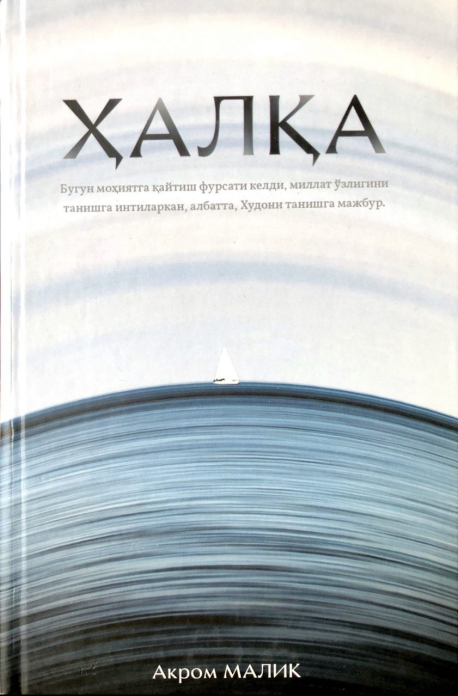 ҲАЛҚА
Бугун моҳиятга қайтиш фурсати келди, миллат ўзлигини
танишга интиларкан, албатта, Худони танишга мажбур.
Акром МАЛИК